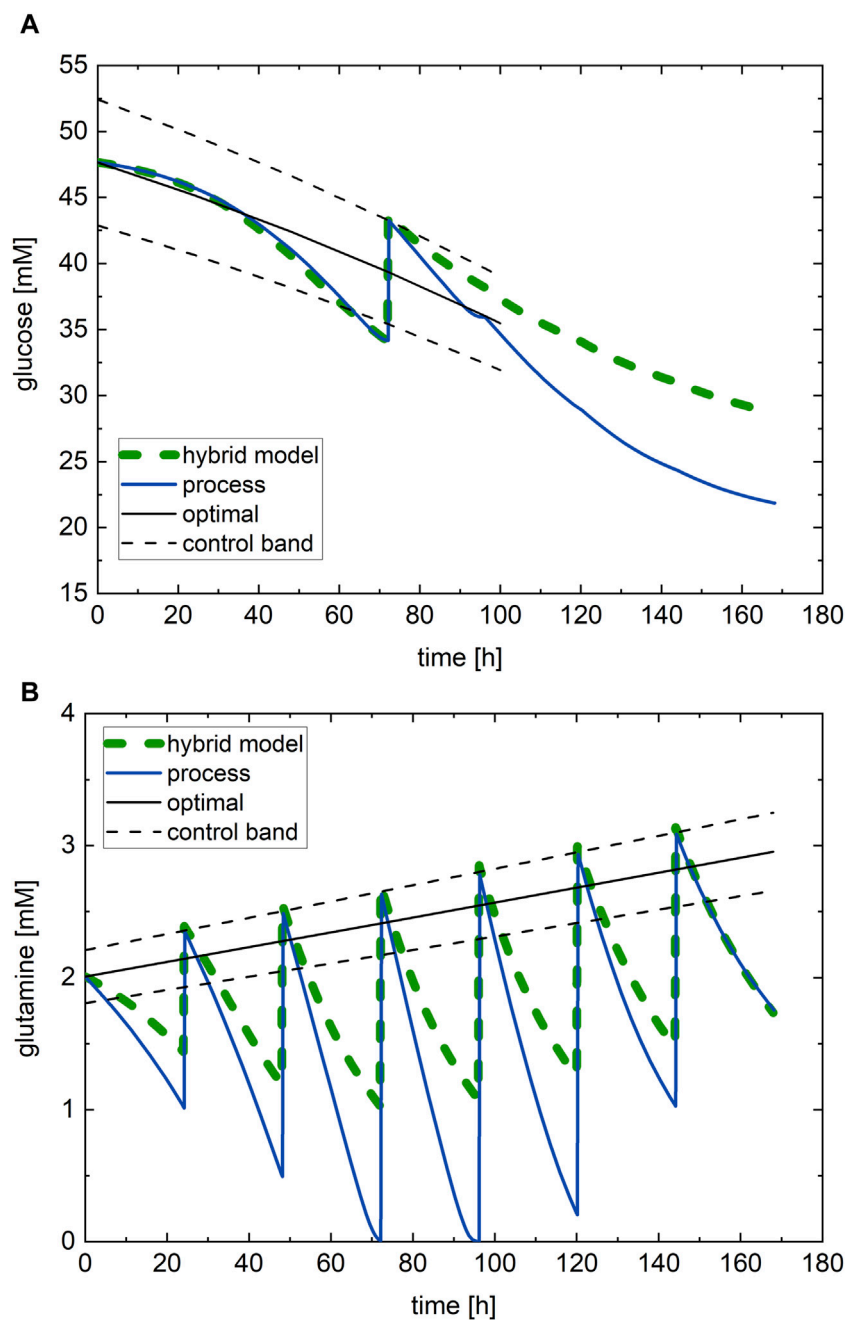 A
55
50
45
40
35
30
25
20
15
glucose [mM]
hybrid model
process
optimal
control band
0 20 40 60 80 100 120 140 160 180
time [h]
B
4
3
2
1
0
glutamine [mM]
hybrid model
process
optimal
control band
0 20 40 60 80 100 120 140 160 180
time [h]